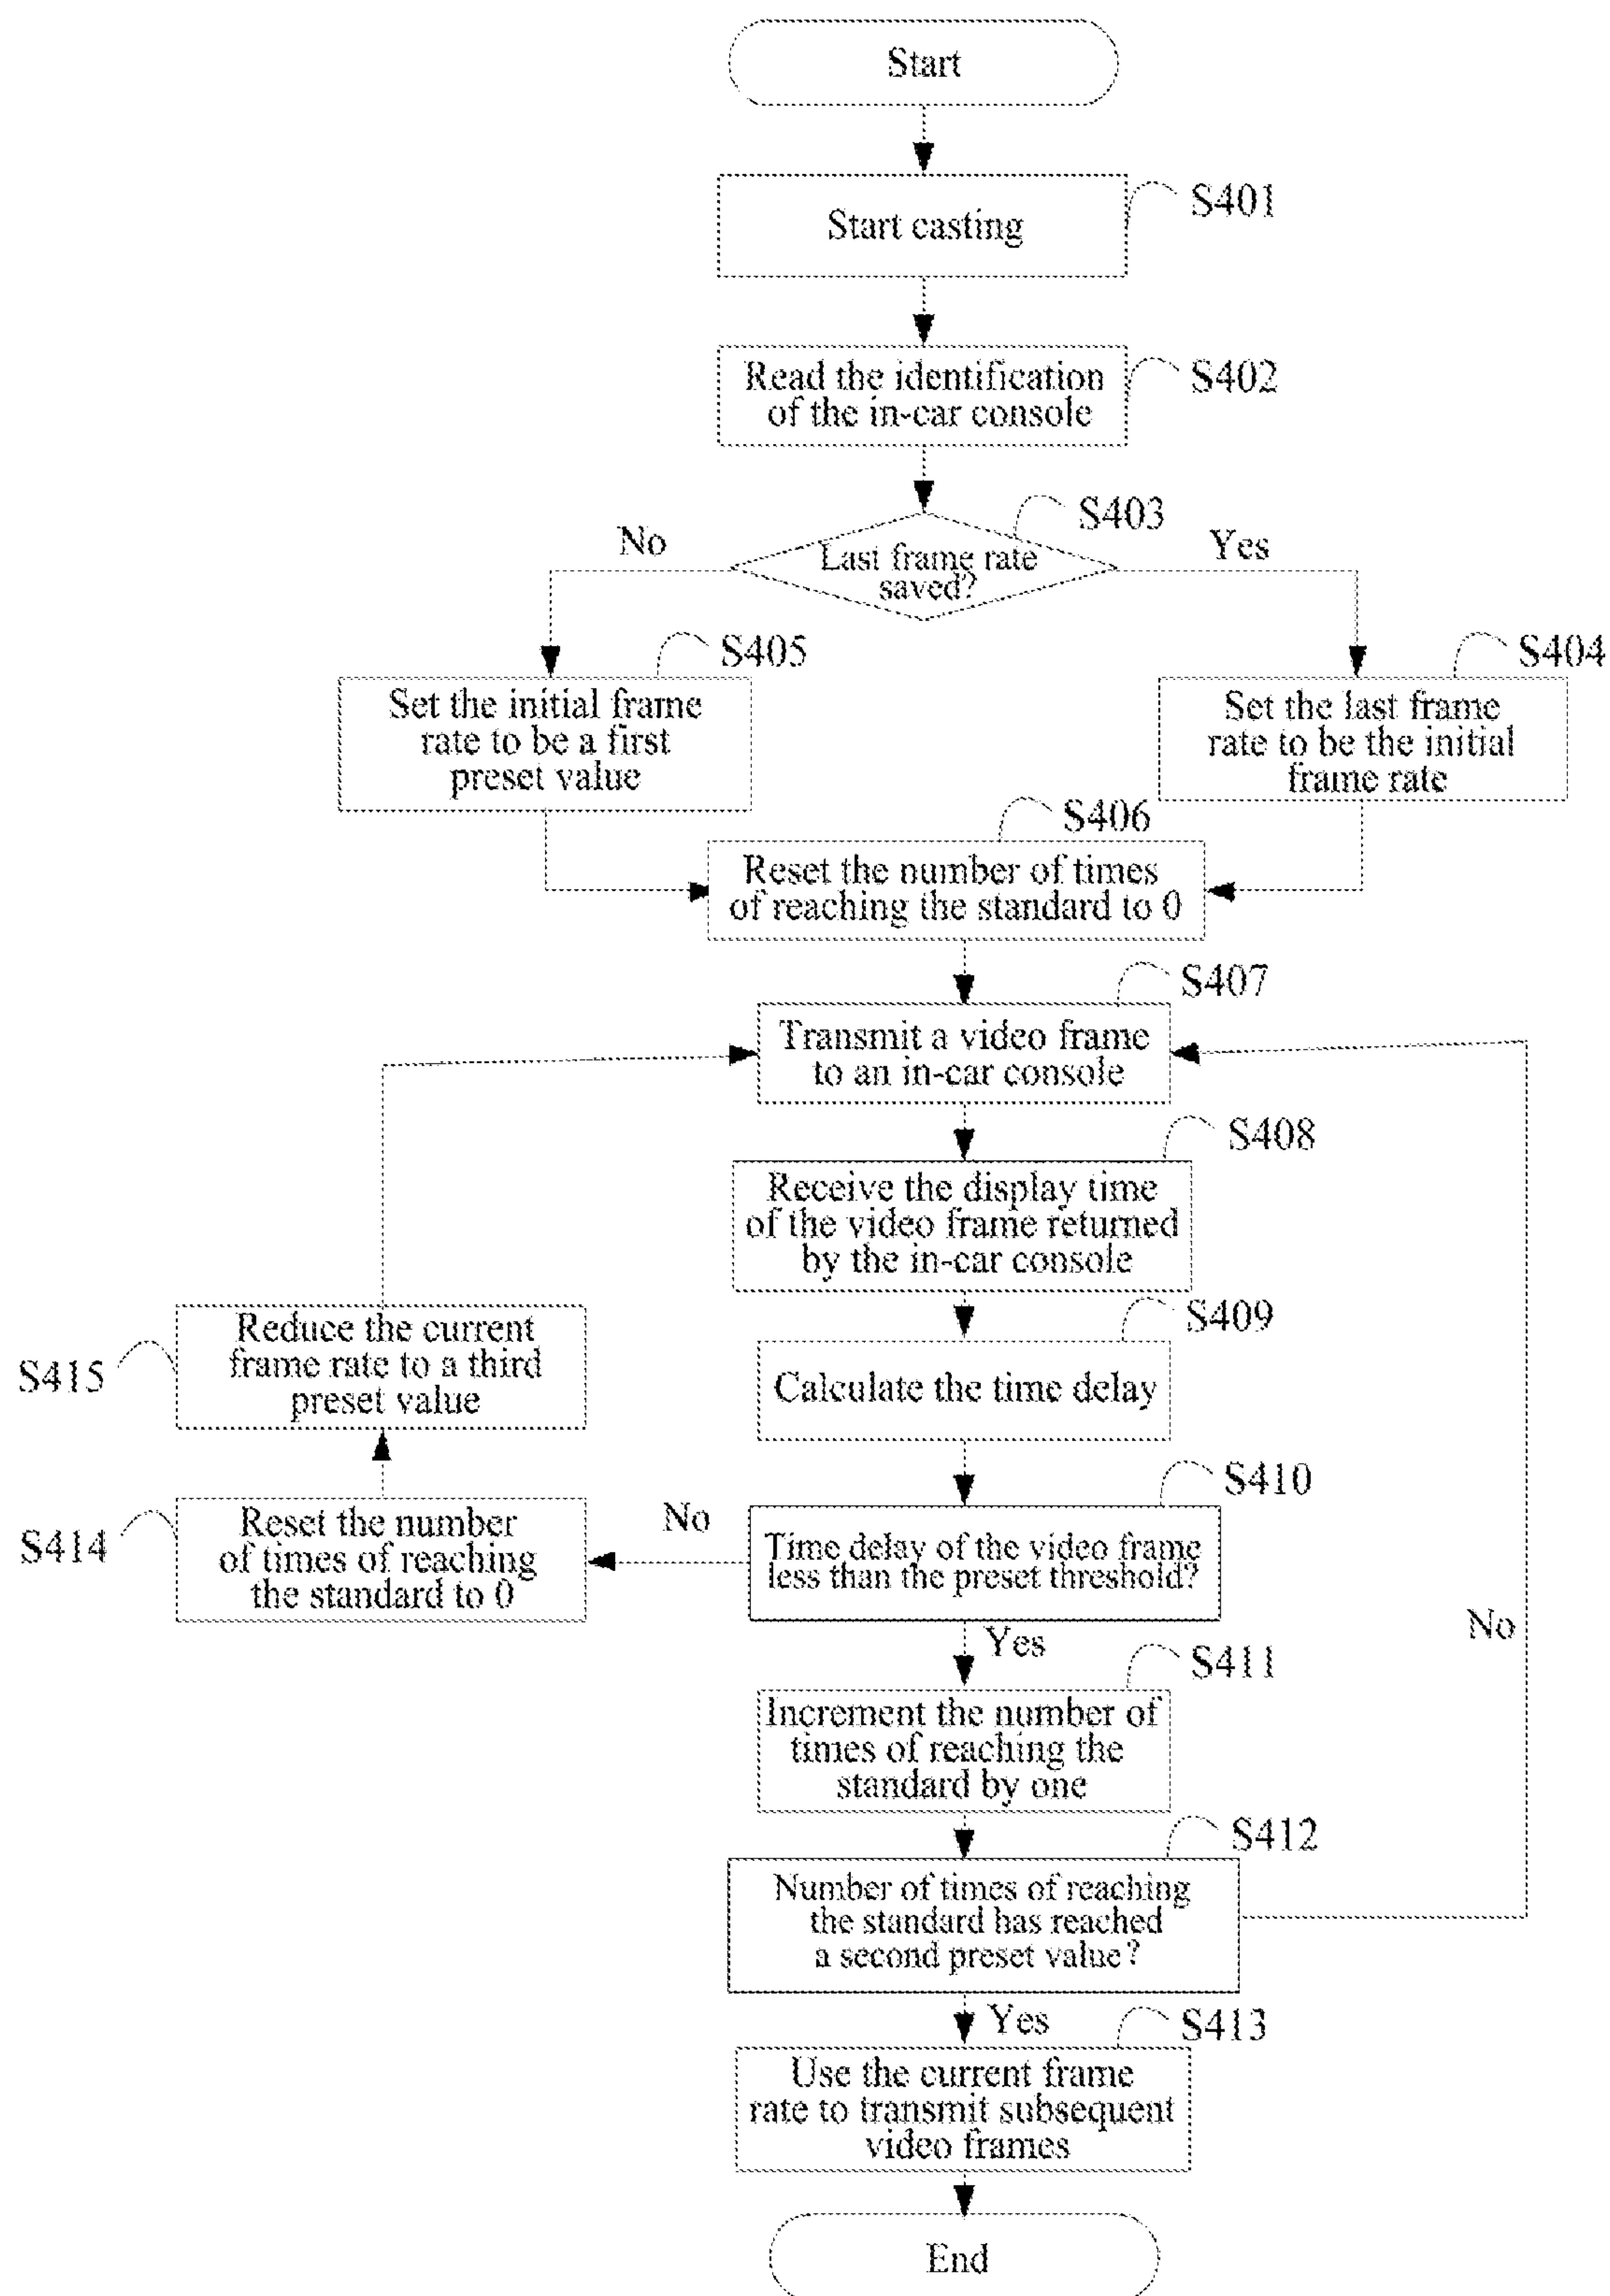 Start
Start casting
S401
Read the identification
of the in-car console
S402
S403
No
Last frame rate
saved?
Yes
S405
S404
Set the initial frame
rate to be a first
preset value
Set the last frame
rate to be the initial
frame rate
S406
Reset the number of times
of reaching the standard to 0
S407
Transmit a video frame
to an in-car console
S408
Receive the display time
of the video frame returned
by the in-car console
S409
S415
Reduce the current
frame rate to a third
preset value
Calculate the time delay
S410
S414
Reset the number
of times of reaching
the standard to 0
No
Time delay of the video frame
less than the preset threshold?
No
Yes
S411
Increment the number of
times of reaching the
standard by one
S412
Number of times of reaching
the standard has reached
a second preset value?
Yes
S413
Use the current frame
rate to transmit subsequent
video frames
End